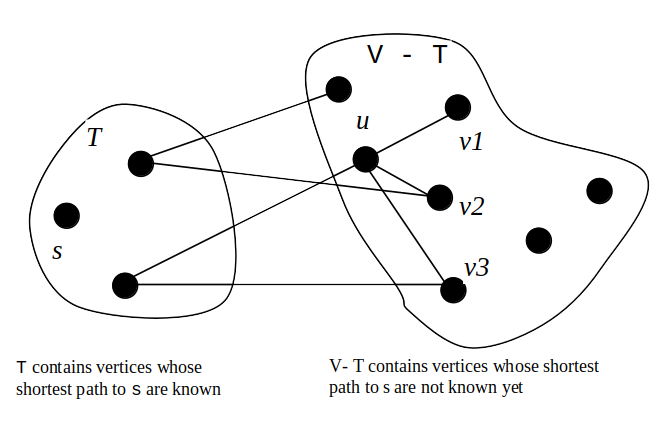 V - T
T
u
v1
v2
s
v3
T contains vertices whose
shortest path to s are known
V- T contains vertices whose shortest
path to s are not known yet